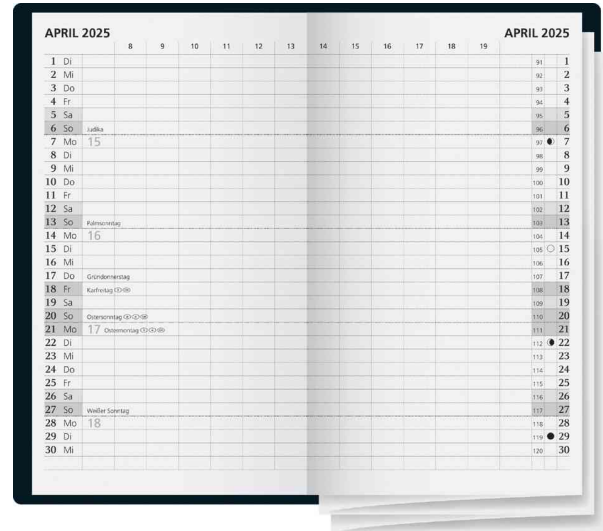 APRIL 2025 APRIL 2025
8 9 10 11 12 13 14 15 16 17 18 19
1 Di 91 1
2 Mi 92 2
3 Do 93 3
4 Fr 94 4
5 Sa 95 5
6 So Judika 96 6
7 Mo 15 97 7
8 Di 98 8
9 Mi 99 9
10 Do 100 10
11 Fr 101 11
12 Sa 102 12
13 So Palmsonntag 103 13
14 Mo 16 104 14
15 Di 105 15
16 Mi 106 16
17 Do Gründonnerstag 107 17
18 Fr Karfreitag 108 18
19 Sa 109 19
20 So Ostersonntag 110 20
21 Mo 17 Ostermontag 111 21
22 Di 112 22
23 Mi 113 23
24 Do 114 24
25 Fr 115 25
26 Sa 116 26
27 So Weißer Sonntag 117 27
28 Mo 18 118 28
29 Di 119 29
30 Mi 120 30